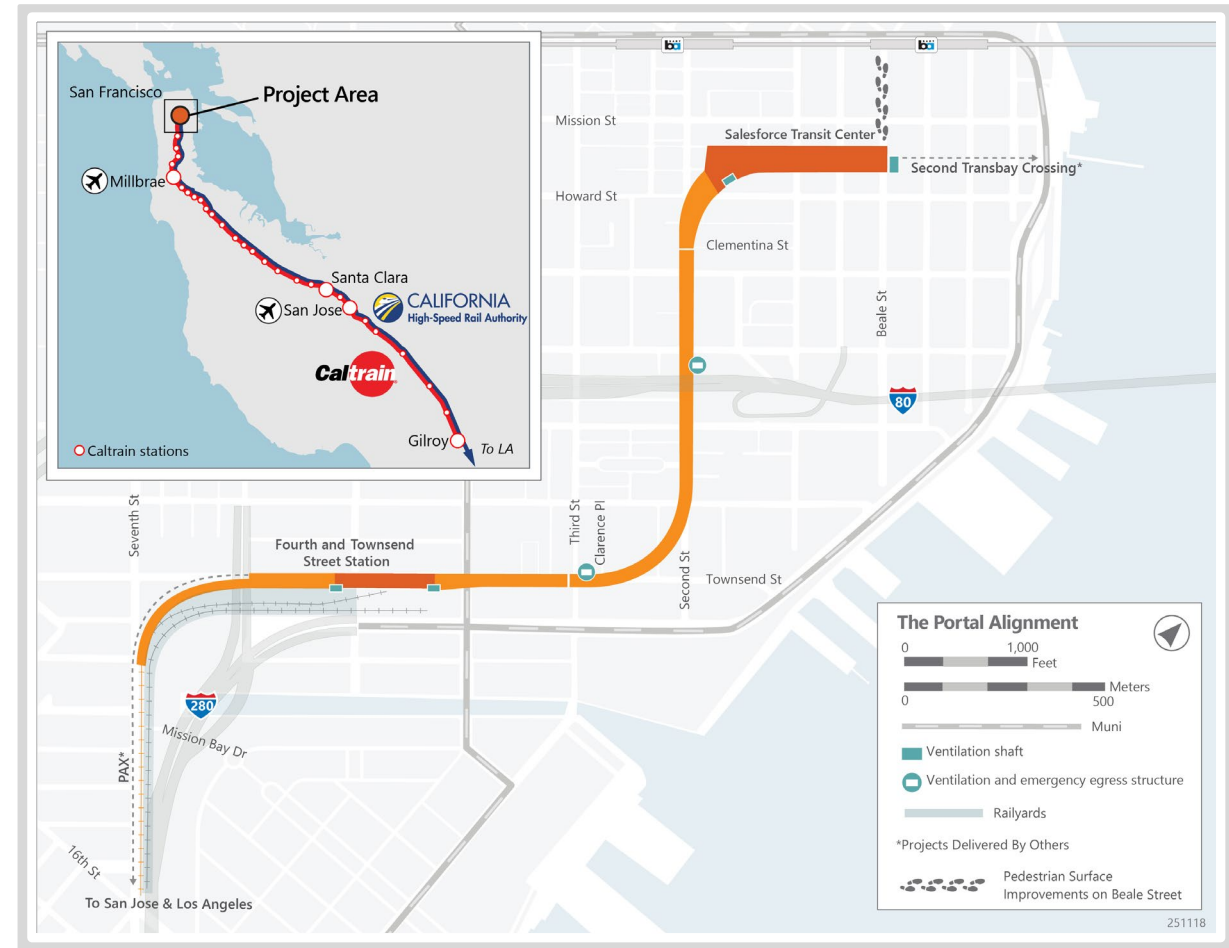 San Francisco
Project Area
Millbrae
Santa Clara
San Jose
CALIFORNIA
High-Speed Rail Authority
Caltrain
Gilroy
To LA
Caltrain stations
ba
ba
Mission St
Salesforce Transit Center
Second Transbay Crossing*
Howard St
Clementina St
Beale St
80
Seventh St
Fourth and Townsend
Street Station
Third St
Clarence Pl
Second St
Townsend St
280
Mission Bay Dr
PAX*
16th St
To San Jose & Los Angeles
The Portal Alignment
0 1,000
Feet
Meters
0 500
Muni
Ventilation shaft
Ventilation and emergency egress structure
Railyards
*Projects Delivered By Others
Pedestrian Surface
Improvements on Beale Street
251118